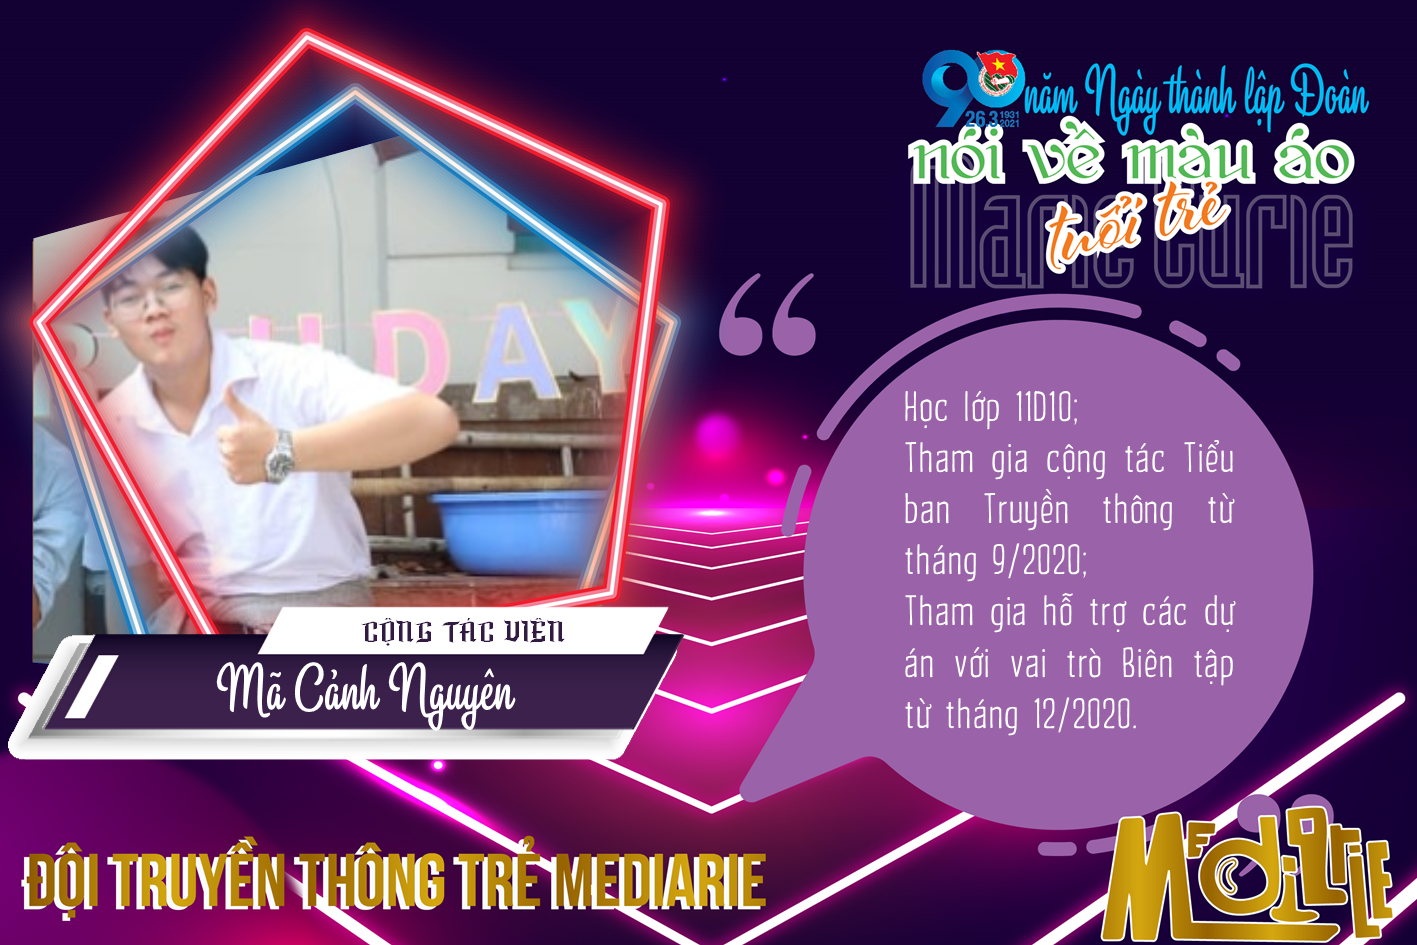 90 năm Ngày thành lập Đoàn
26.3 1931 2021
nói về màu áo
tuổi trẻ
Marie Curie
DAY
Học lớp 11D10;
Tham gia cộng tác Tiểu
ban Truyền thông từ
tháng 9/2020;
Tham gia hỗ trợ các dự
án với vai trò Biên tập
từ tháng 12/2020.
CỘNG TÁC VIÊN
Mã Cảnh Nguyên
ĐỘI TRUYỀN THÔNG TRẺ MEDIARIE
MEDIARIE